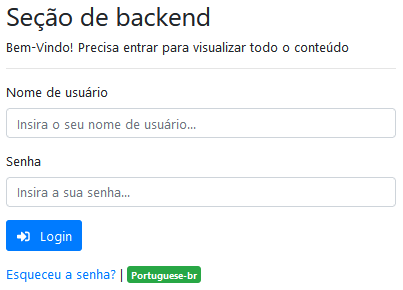 Seção de backend
Bem-Vindo! Precisa entrar para visualizar todo o conteúdo
Nome de usuário
Insira o seu nome de usuário...
Senha
Insira a sua senha...
Login
Esqueceu a senha? | Portuguese-br